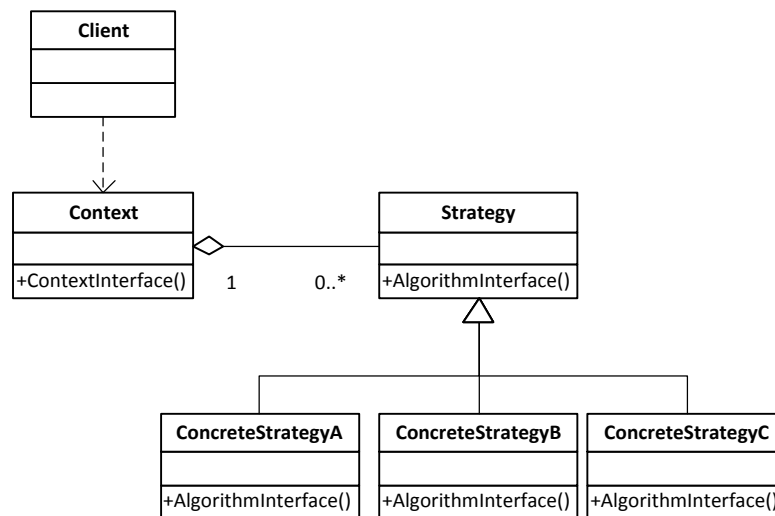 Client
Context
Strategy
+ContextInterface()
1
0..*
+AlgorithmInterface()
ConcreteStrategyA
ConcreteStrategyB
ConcreteStrategyC
+AlgorithmInterface()
+AlgorithmInterface()
+AlgorithmInterface()